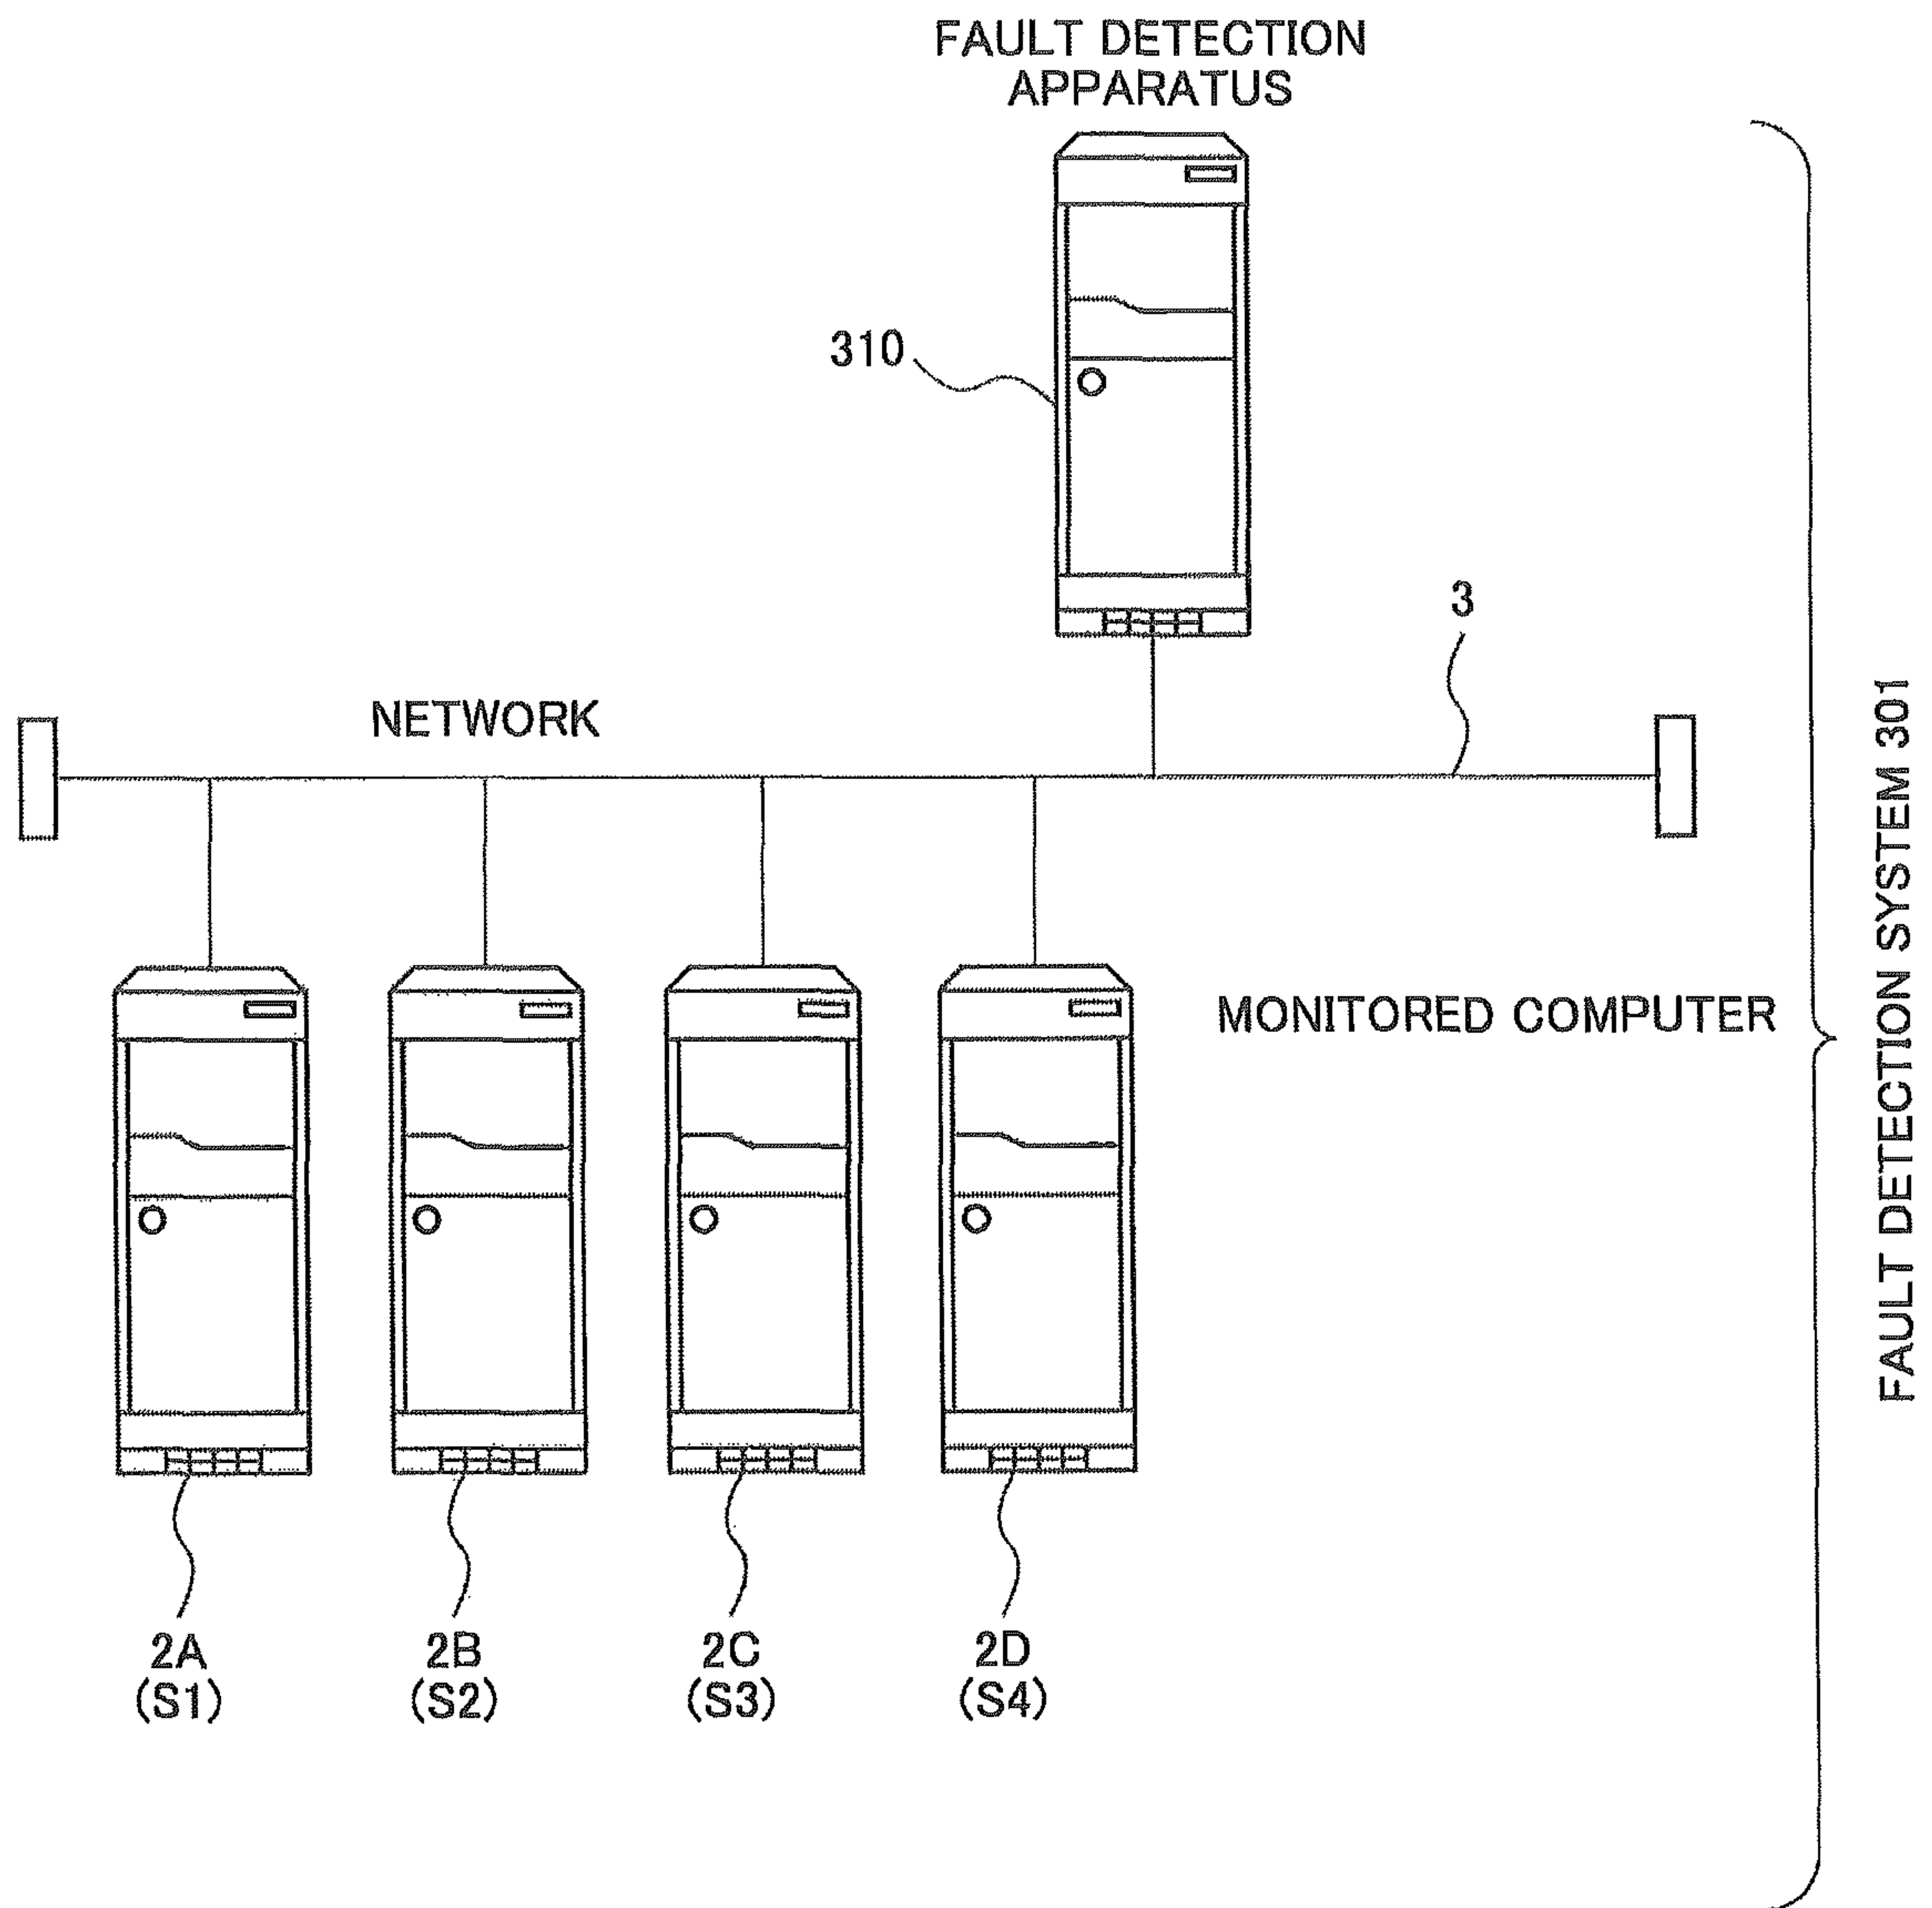 FAULT DETECTION
APPARATUS
310
3
NETWORK
MONITORED COMPUTER
2A
(S1)
2B
(S2)
2C
(S3)
2D
(S4)
FAULT DETECTION SYSTEM 301